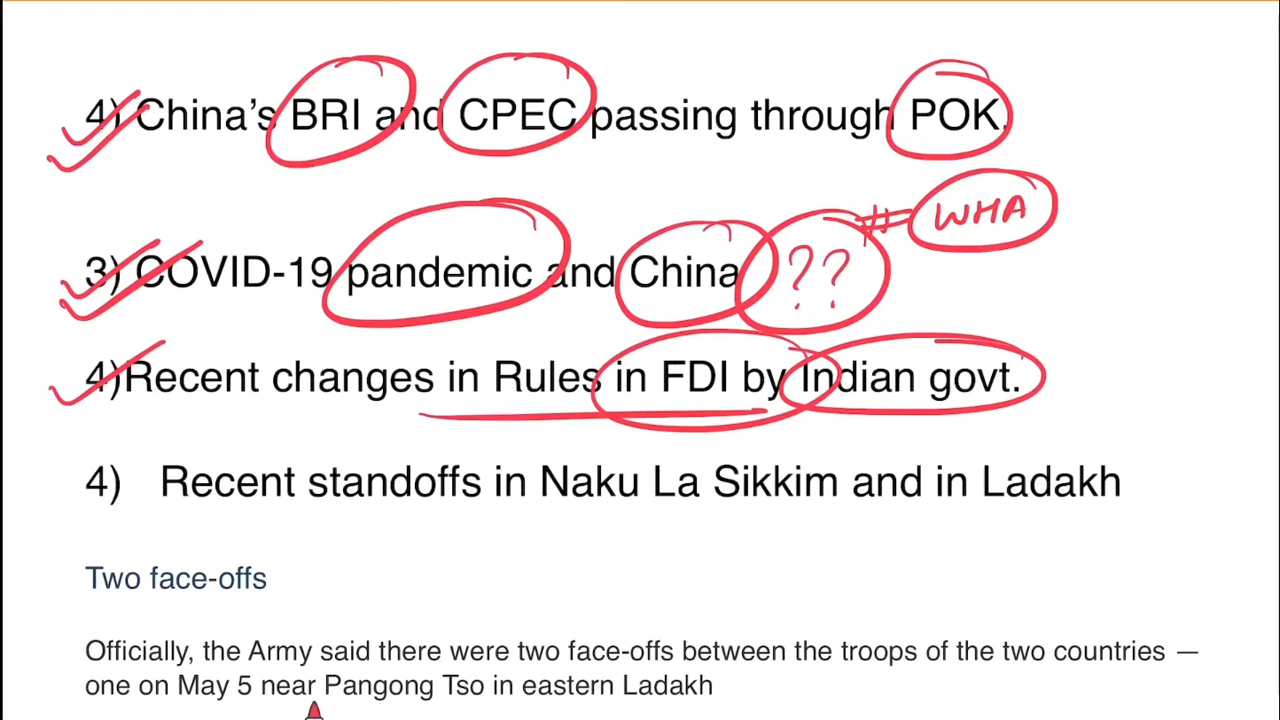 4) China's BRI and CPEC passing through POK.
# WHA
3) COVID-19 pandemic and China ??
4)Recent changes in Rules in FDI by Indian govt.
4) Recent standoffs in Naku La Sikkim and in Ladakh
Two face-offs
Officially, the Army said there were two face-offs between the troops of the two countries —
one on May 5 near Pangong Tso in eastern Ladakh